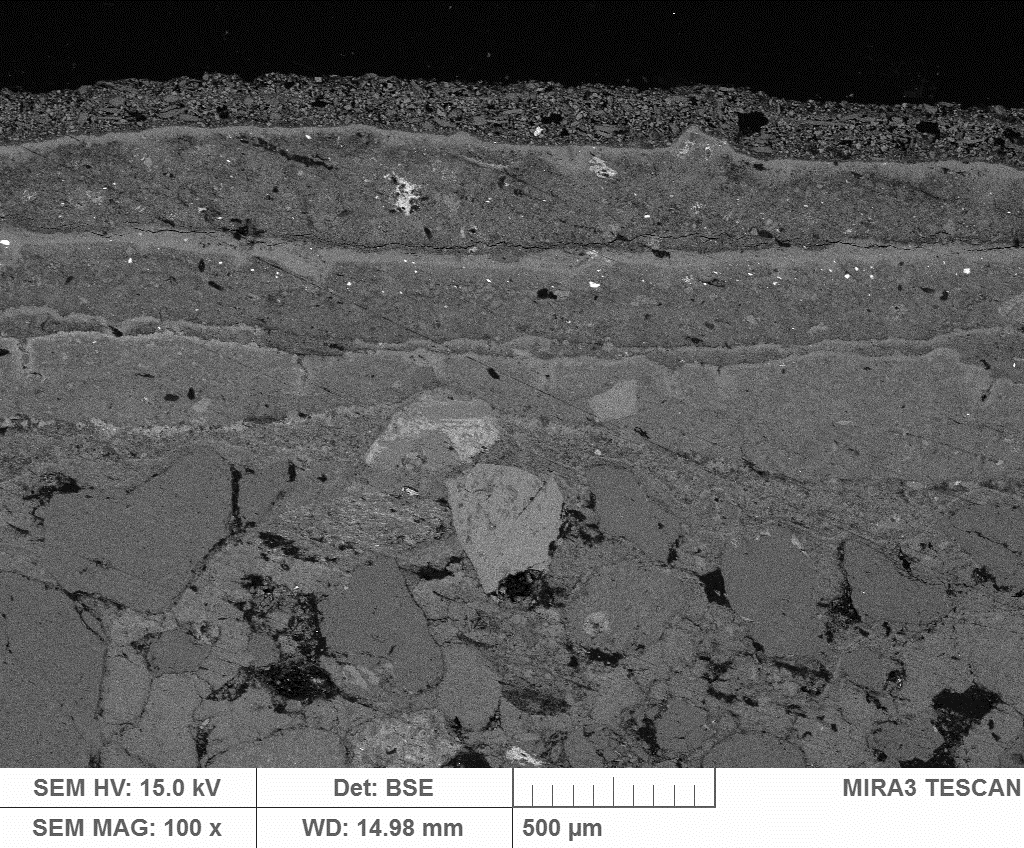 SEM HV: 15.0 kV
Det: BSE
MIRA3 TESCAN
SEM MAG: 100 x
WD: 14.98 mm
500 µm